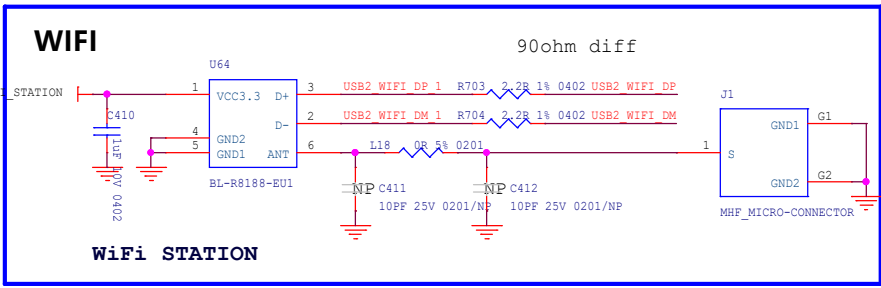 WIFI
90ohm diff
U64
_STATION
1
VCC3.3
D+
3
USB2_WIFI_DP_1
R703
2.2R 1% 0402
USB2_WIFI_DP
J1
C410
1uF 10V 0402
D-
2
USB2_WIFI_DM_1
R704
2.2R 1% 0402
USB2_WIFI_DM
GND1
G1
4
GND2
5
GND1
ANT
6
L18
0R 5% 0201
1
S
BL-R8188-EU1
NP
C411
10PF 25V 0201/NP
NP
C412
10PF 25V 0201/NP
GND2
G2
MHF_MICRO-CONNECTOR
WiFi STATION